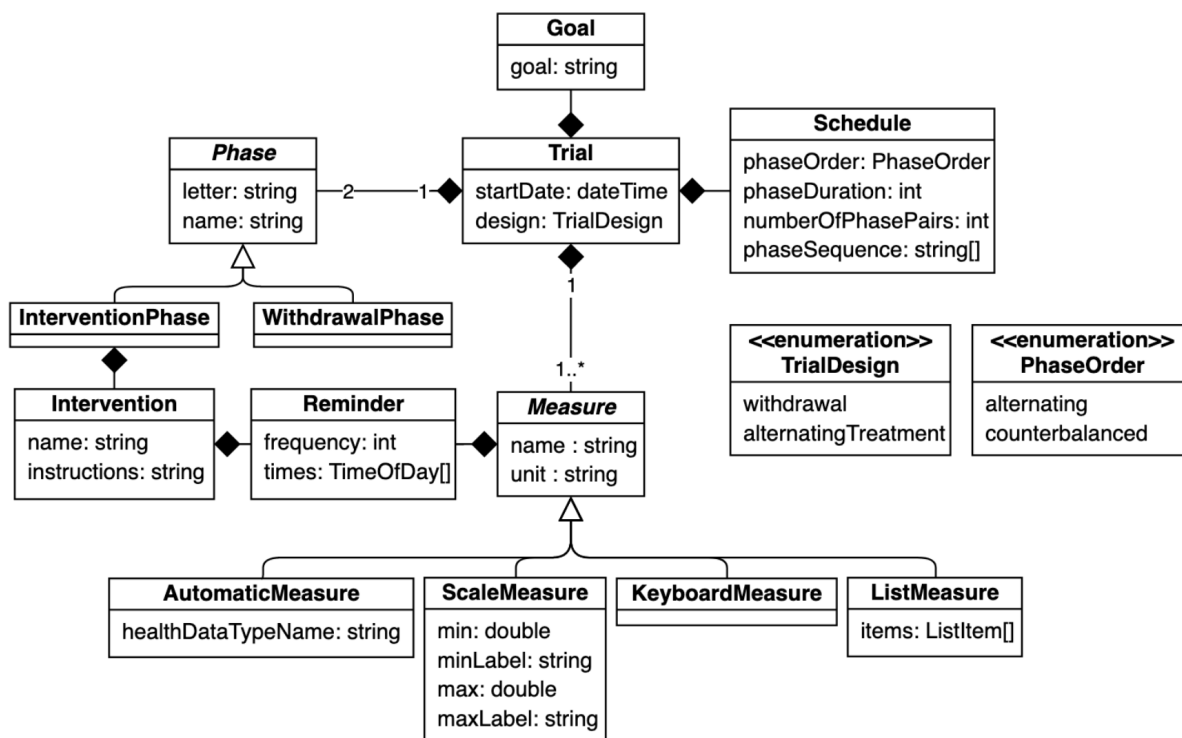 Goal
goal: string
Phase
letter: string
name: string
2
1
Trial
startDate: dateTime
design: TrialDesign
1
1..*
Schedule
phaseOrder: PhaseOrder
phaseDuration: int
numberOfPhasePairs: int
phaseSequence: string[]
InterventionPhase
WithdrawalPhase
<<enumeration>>
TrialDesign
withdrawal
alternatingTreatment
<<enumeration>>
PhaseOrder
alternating
counterbalanced
Intervention
name: string
instructions: string
Reminder
frequency: int
times: TimeOfDay[]
Measure
name : string
unit : string
AutomaticMeasure
healthDataTypeName: string
ScaleMeasure
min: double
minLabel: string
max: double
maxLabel: string
KeyboardMeasure
ListMeasure
items: ListItem[]